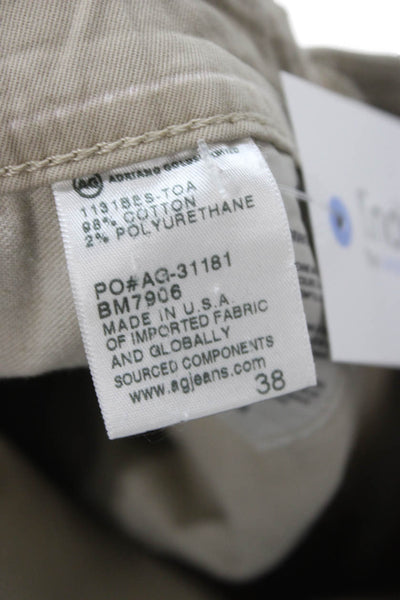 AG ADRIANO GOLDSCHMIED
1131BES-TOA
98% COTTON
2% POLYURETHANE
PO#AG-31181
BM7906
MADE IN U.S.A.
OF IMPORTED FABRIC
AND GLOBALLY
SOURCED COMPONENTS
www.agjeans.com
38